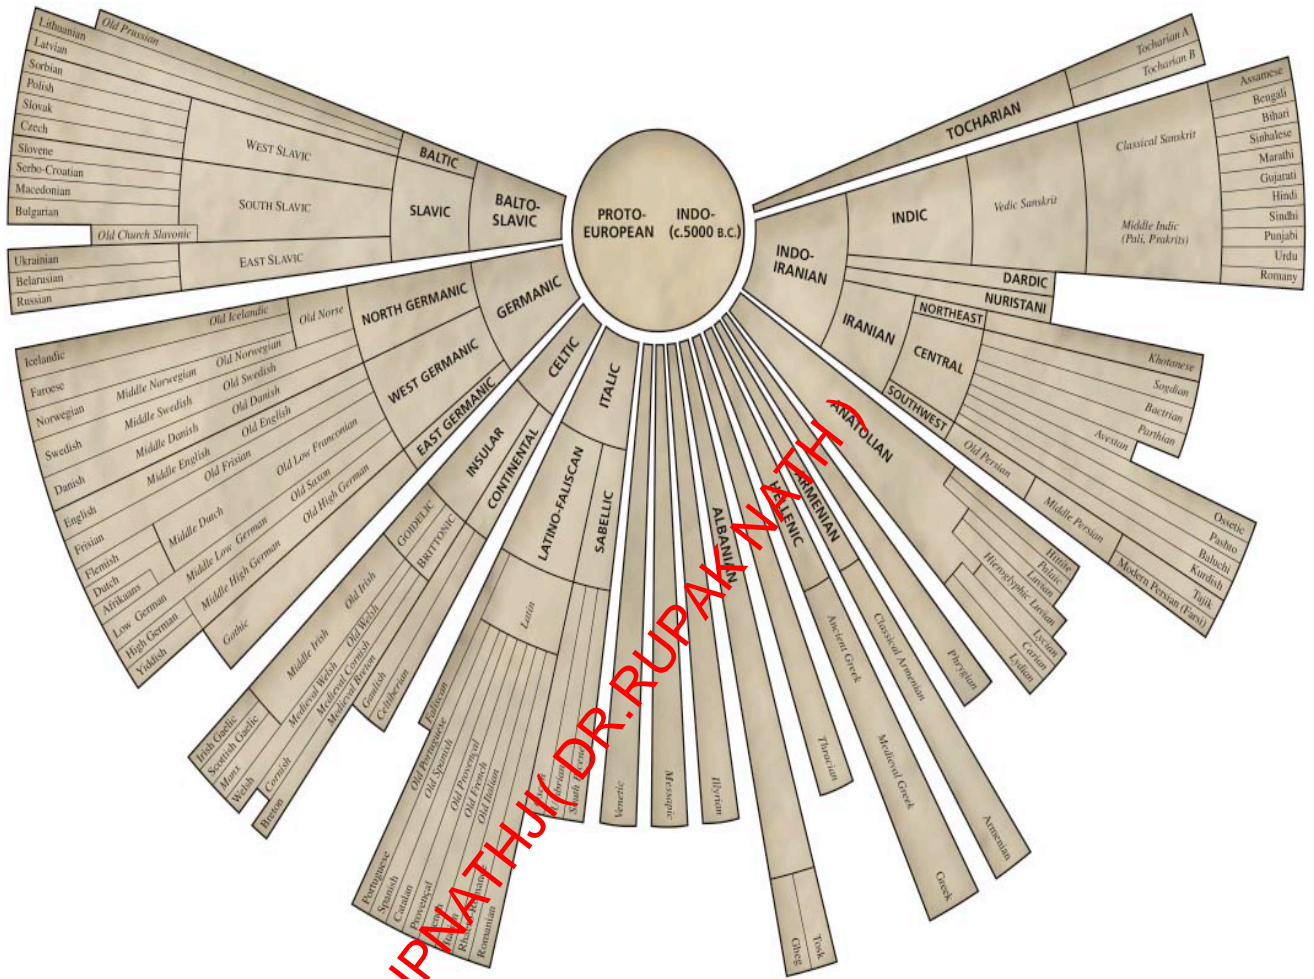 PROTO- INDO-
EUROPEAN (c.5000 B.C.)
BALTO-
SLAVIC
BALTIC
Old Prussian
Lithuanian
Latvian
SLAVIC
WEST SLAVIC
Sorbian
Polish
Slovak
Czech
SOUTH SLAVIC
Slovene
Serbo-Croatian
Macedonian
Bulgarian
Old Church Slavonic
EAST SLAVIC
Ukrainian
Belarusian
Russian
GERMANIC
NORTH GERMANIC
Old Norse
Old Icelandic
Icelandic
Faroese
Old Norwegian
Middle Norwegian
Norwegian
Old Swedish
Middle Swedish
Swedish
Old Danish
Middle Danish
Danish
WEST GERMANIC
Old English
Middle English
English
Old Frisian
Frisian
Old Low Franconian
Middle Dutch
Flemish
Dutch
Afrikaans
Old Saxon
Middle Low German
Low German
Old High German
Middle High German
High German
Yiddish
EAST GERMANIC
Gothic
CELTIC
INSULAR
GOIDELIC
Old Irish
Middle Irish
Irish Gaelic
Scottish Gaelic
Manx
BRITTONIC
Old Welsh
Medieval Welsh
Welsh
Medieval Cornish
Cornish
Medieval Breton
Breton
CONTINENTAL
Gaulish
Celtiberian
ITALIC
LATINO-FALISCAN
Faliscan
Latin
Old Portuguese
Portuguese
Old Spanish
Spanish
Catalan
Old Provençal
Provençal
Old French
Old Italian
Romanian
SABELLIC
Umbrian
Venetic
Messapic
Illyrian
ALBANIAN
Gheg
Tosk
Thracian
HELLENIC
Ancient Greek
Medieval Greek
Greek
ARMENIAN
Classical Armenian
Armenian
Phrygian
ANATOLIAN
Hittite
Palaic
Luvian
Hieroglyphic Luvian
Lycian
Carian
Lydian
INDO-
IRANIAN
IRANIAN
NORTHEAST
CENTRAL
SOUTHWEST
Khotanese
Sogdian
Bactrian
Parthian
Avestan
Ossetic
Pashto
Baluchi
Kurdish
Old Persian
Middle Persian
Tajik
Modern Persian (Farsi)
NURISTANI
DARDIC
INDIC
Vedic Sanskrit
Classical Sanskrit
Middle Indic
(Pali, Prakrits)
Assamese
Bengali
Bihari
Sinhalese
Marathi
Gujarati
Hindi
Sindhi
Punjabi
Urdu
Romany
TOCHARIAN
Tocharian A
Tocharian B
UPNATHJI( DR.RUPAK NATH )